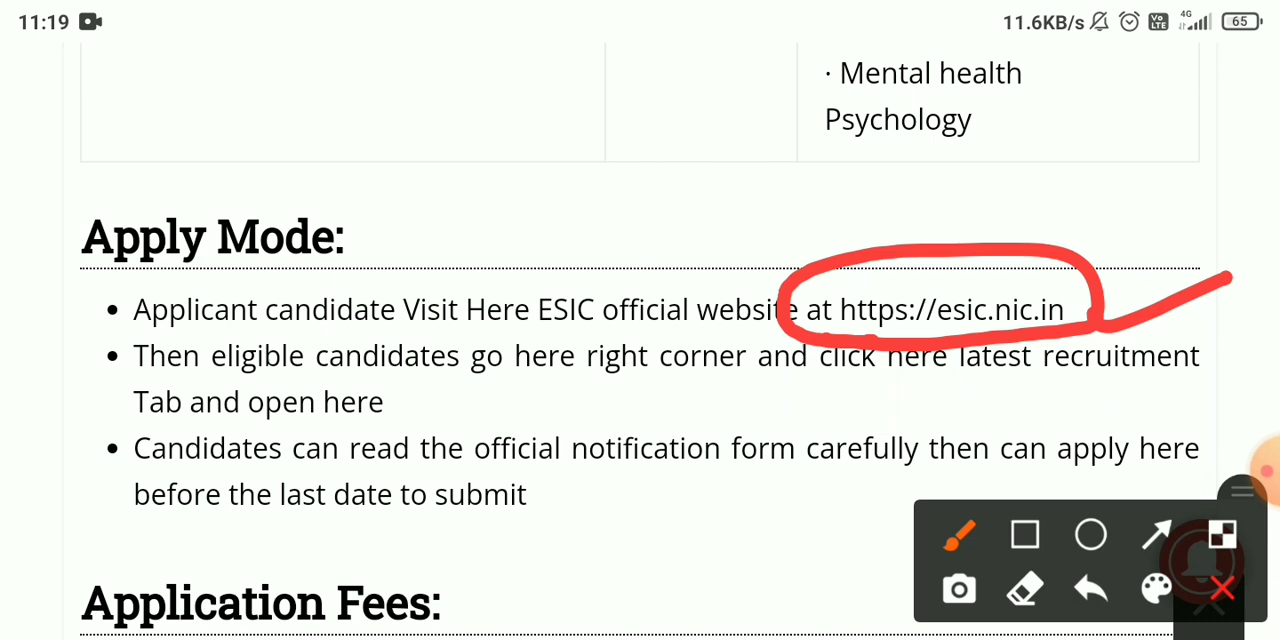 11:19
11.6KB/s
Vo LTE
4G
65
· Mental health
Psychology
Apply Mode:
Applicant candidate Visit Here ESIC official website at https://esic.nic.in
Then eligible candidates go here right corner and click here latest recruitment
Tab and open here
Candidates can read the official notification form carefully then can apply here
before the last date to submit
Application Fees: